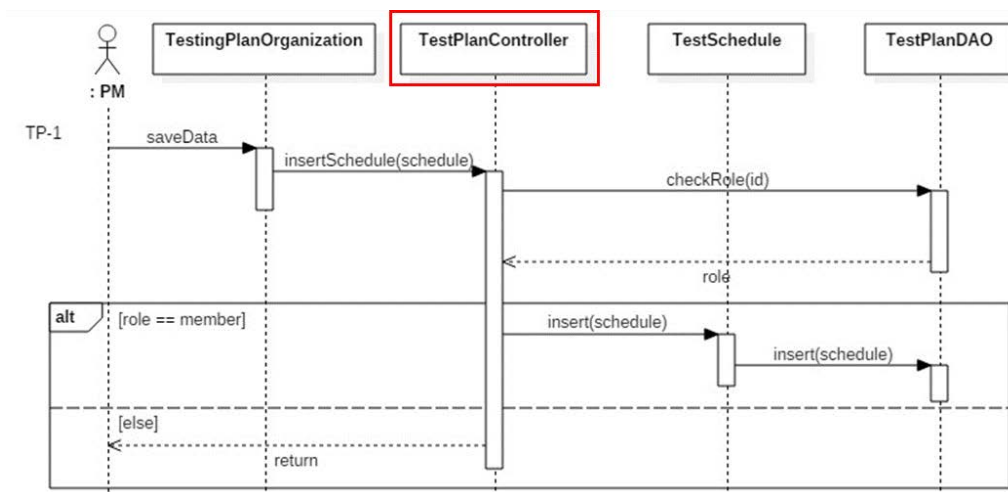 TestingPlanOrganization
TestPlanController
TestSchedule
TestPlanDAO
: PM
TP-1
saveData
insertSchedule(schedule)
checkRole(id)
role
alt
[role == member]
insert(schedule)
insert(schedule)
[else]
return